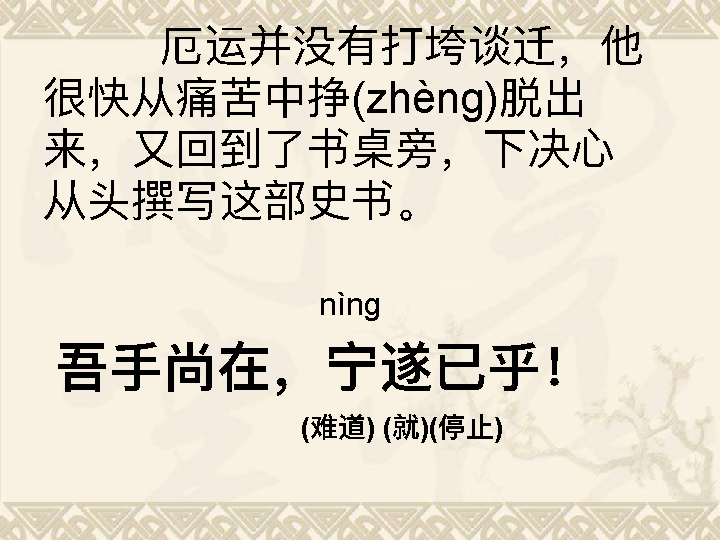 厄运并没有打垮谈迁，他
很快从痛苦中挣(zhèng)脱出
来，又回到了书桌旁，下决心
从头撰写这部史书。
nìng
吾手尚在，宁遂已乎！
(难道) (就)(停止)